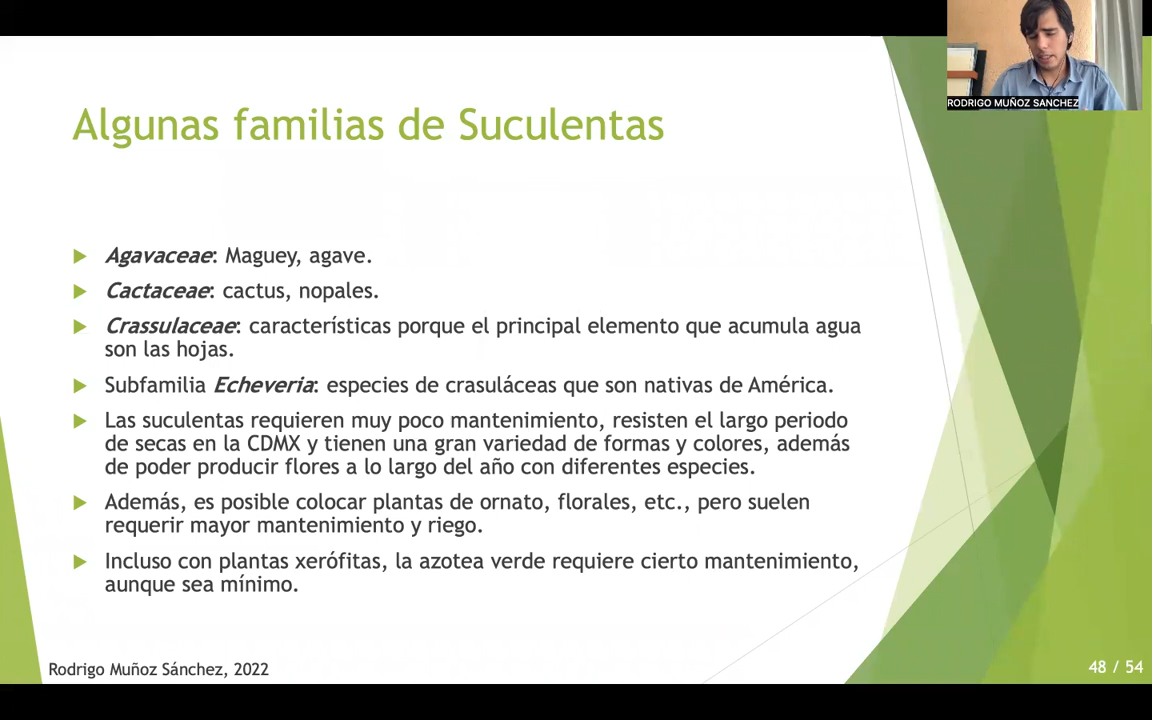 RODRIGO MUÑOZ SANCHEZ
Algunas familias de Suculentas
Agavaceae: Maguey, agave.
Cactaceae: cactus, nopales.
Crassulaceae: características porque el principal elemento que acumula agua
son las hojas.
Subfamilia Echeveria: especies de crasuláceas que son nativas de América.
Las suculentas requieren muy poco mantenimiento, resisten el largo periodo
de secas en la CDMX y tienen una gran variedad de formas y colores, además
de poder producir flores a lo largo del año con diferentes especies.
Además, es posible colocar plantas de ornato, florales, etc., pero suelen
requerir mayor mantenimiento y riego.
Incluso con plantas xerófitas, la azotea verde requiere cierto mantenimiento,
aunque sea mínimo.
Rodrigo Muñoz Sánchez, 2022
48 / 54